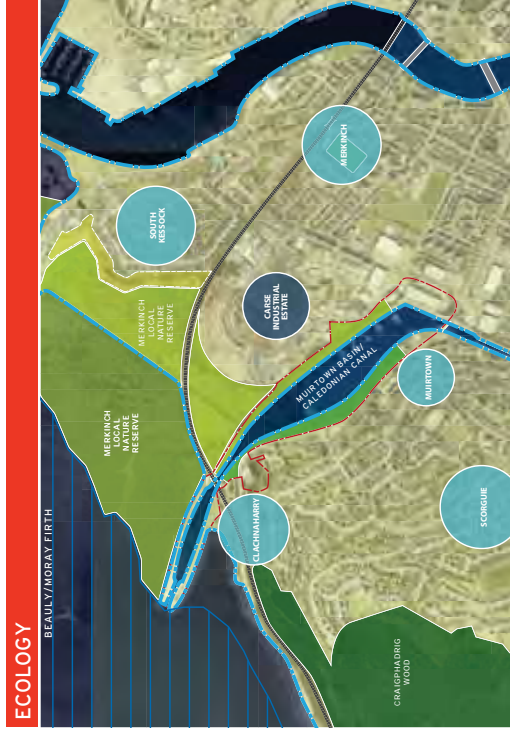 ECOLOGY
BEAULY/MORAY FIRTH
MERKINCH
LOCAL
NATURE
RESERVE
MERKINCH
LOCAL
NATURE
RESERVE
SOUTH
KESSOCK
MERKINCH
CARSE
INDUSTRIAL
ESTATE
MUIRTOWN BASIN/
CALEDONIAN CANAL
CLACHNAHARRY
MUIRTOWN
CRAIGPHADRIG
WOOD
SCORGUIE